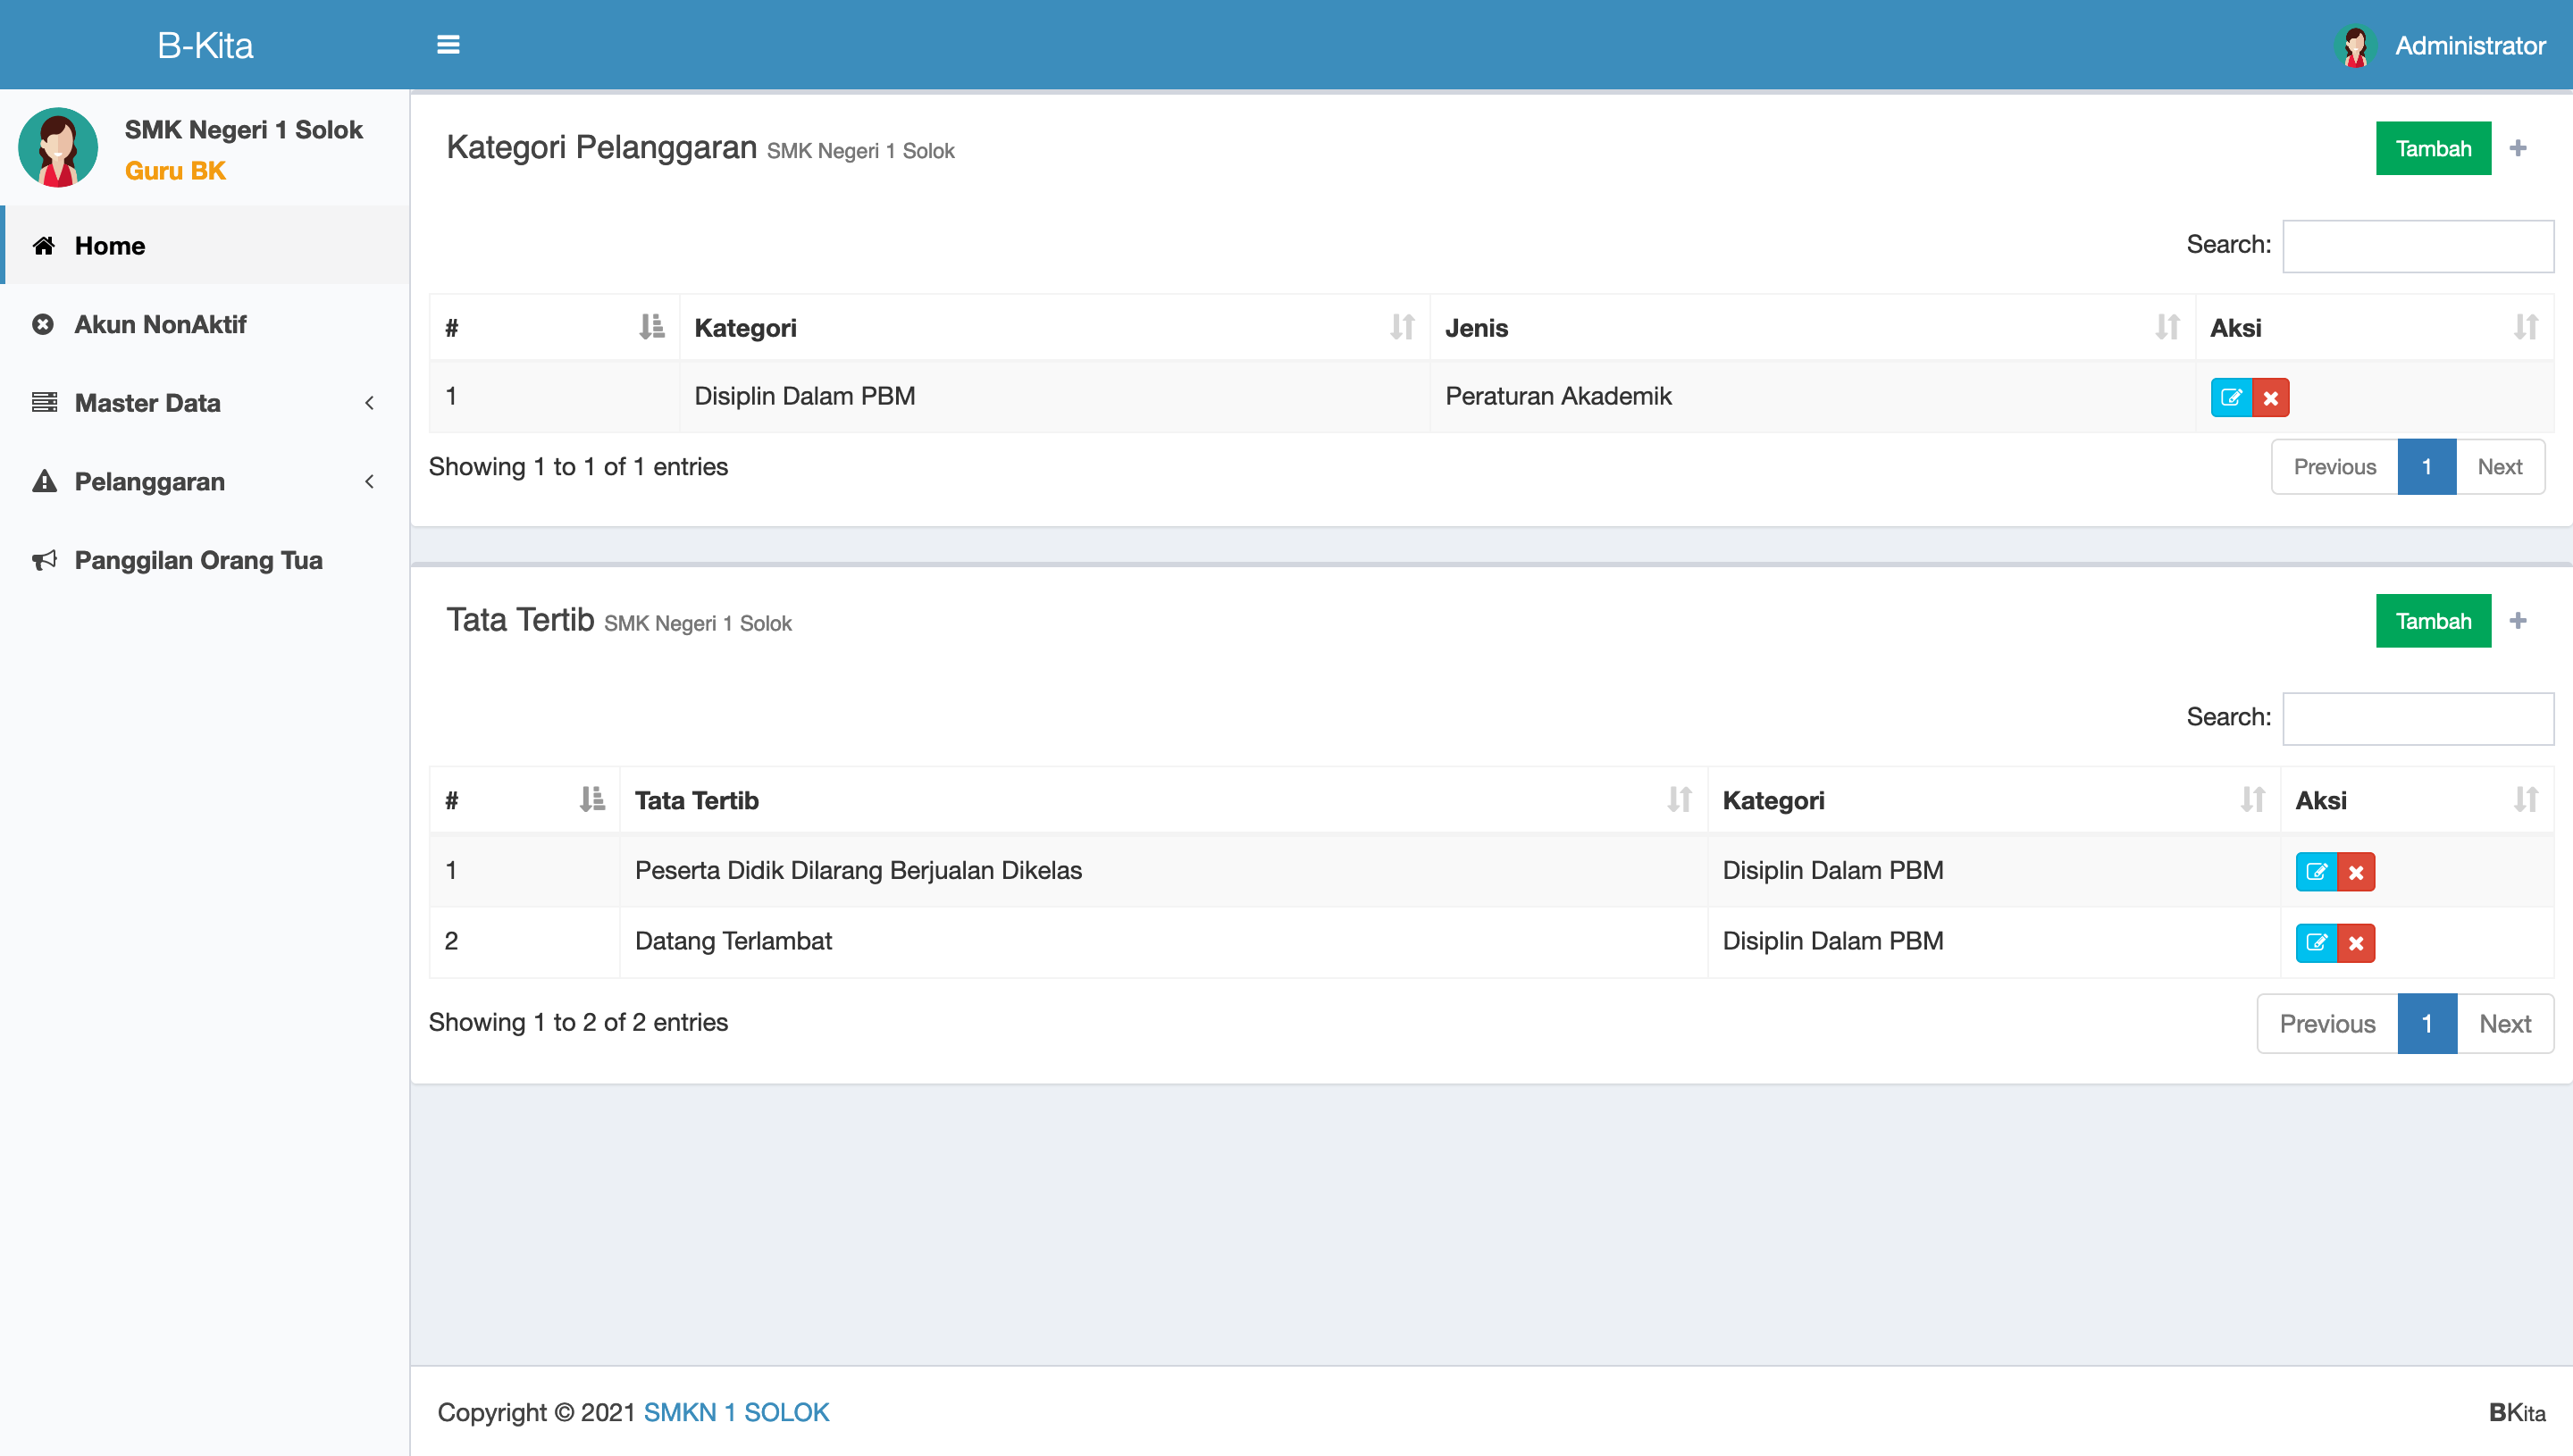 B-Kita
Administrator
SMK Negeri 1 Solok
Guru BK
Home
Akun NonAktif
Master Data
Pelanggaran
Panggilan Orang Tua
Kategori Pelanggaran SMK Negeri 1 Solok
Tambah
Search:
# Kategori Jenis Aksi
1 Disiplin Dalam PBM Peraturan Akademik
Showing 1 to 1 of 1 entries
Previous 1 Next
Tata Tertib SMK Negeri 1 Solok
Tambah
Search:
# Tata Tertib Kategori Aksi
1 Peserta Didik Dilarang Berjualan Dikelas Disiplin Dalam PBM
2 Datang Terlambat Disiplin Dalam PBM
Showing 1 to 2 of 2 entries
Previous 1 Next
Copyright © 2021 SMKN 1 SOLOK
BKita